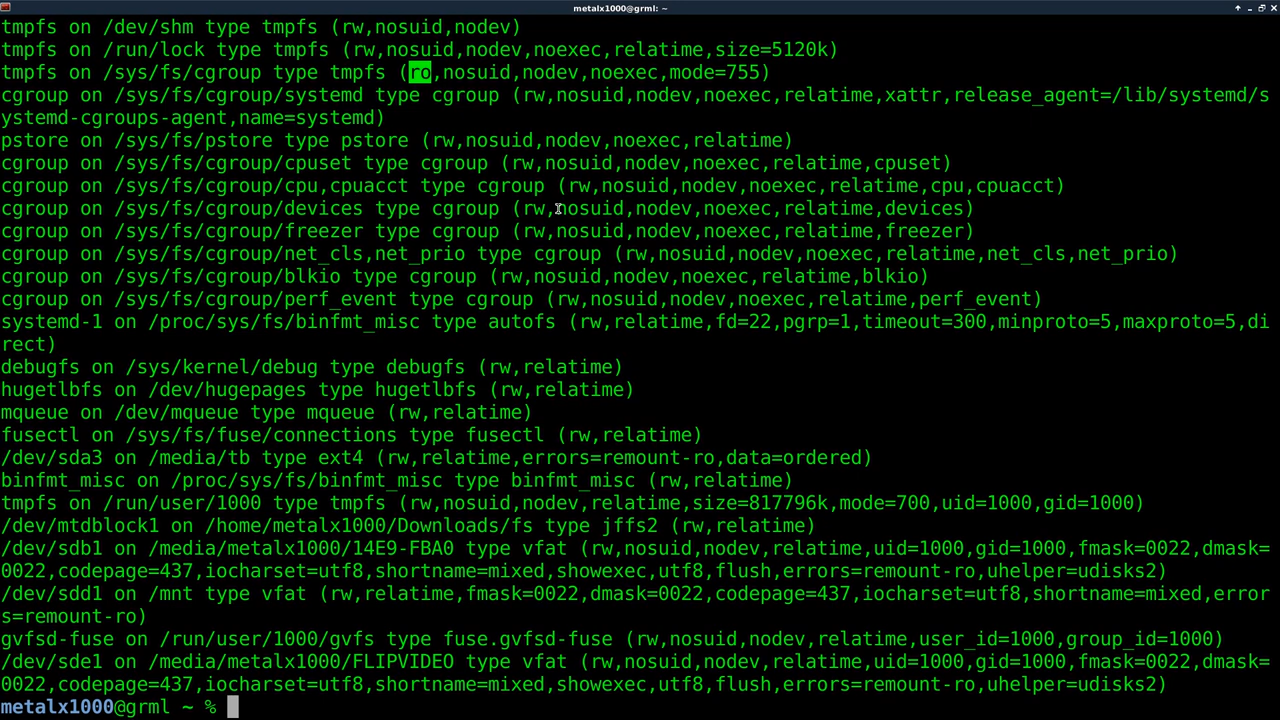 metalx1000@grml: ~
tmpfs on /dev/shm type tmpfs (rw,nosuid,nodev)
tmpfs on /run/lock type tmpfs (rw,nosuid,nodev,noexec,relatime,size=5120k)
tmpfs on /sys/fs/cgroup type tmpfs (ro,nosuid,nodev,noexec,mode=755)
cgroup on /sys/fs/cgroup/systemd type cgroup (rw,nosuid,nodev,noexec,relatime,xattr,release_agent=/lib/systemd/s
ystemd-cgroups-agent,name=systemd)
pstore on /sys/fs/pstore type pstore (rw,nosuid,nodev,noexec,relatime)
cgroup on /sys/fs/cgroup/cpuset type cgroup (rw,nosuid,nodev,noexec,relatime,cpuset)
cgroup on /sys/fs/cgroup/cpu,cpuacct type cgroup (rw,nosuid,nodev,noexec,relatime,cpu,cpuacct)
cgroup on /sys/fs/cgroup/devices type cgroup (rw,nosuid,nodev,noexec,relatime,devices)
cgroup on /sys/fs/cgroup/freezer type cgroup (rw,nosuid,nodev,noexec,relatime,freezer)
cgroup on /sys/fs/cgroup/net_cls,net_prio type cgroup (rw,nosuid,nodev,noexec,relatime,net_cls,net_prio)
cgroup on /sys/fs/cgroup/blkio type cgroup (rw,nosuid,nodev,noexec,relatime,blkio)
cgroup on /sys/fs/cgroup/perf_event type cgroup (rw,nosuid,nodev,noexec,relatime,perf_event)
systemd-1 on /proc/sys/fs/binfmt_misc type autofs (rw,relatime,fd=22,pgrp=1,timeout=300,minproto=5,maxproto=5,di
rect)
debugfs on /sys/kernel/debug type debugfs (rw,relatime)
hugetlbfs on /dev/hugepages type hugetlbfs (rw,relatime)
mqueue on /dev/mqueue type mqueue (rw,relatime)
fusectl on /sys/fs/fuse/connections type fusectl (rw,relatime)
/dev/sda3 on /media/tb type ext4 (rw,relatime,errors=remount-ro,data=ordered)
binfmt_misc on /proc/sys/fs/binfmt_misc type binfmt_misc (rw,relatime)
tmpfs on /run/user/1000 type tmpfs (rw,nosuid,nodev,relatime,size=817796k,mode=700,uid=1000,gid=1000)
/dev/mtdblock1 on /home/metalx1000/Downloads/fs type jffs2 (rw,relatime)
/dev/sdb1 on /media/metalx1000/14E9-FBA0 type vfat (rw,nosuid,nodev,relatime,uid=1000,gid=1000,fmask=0022,dmask=
0022,codepage=437,iocharset=utf8,shortname=mixed,showexec,utf8,flush,errors=remount-ro,uhelper=udisks2)
/dev/sdd1 on /mnt type vfat (rw,relatime,fmask=0022,dmask=0022,codepage=437,iocharset=utf8,shortname=mixed,error
s=remount-ro)
gvfsd-fuse on /run/user/1000/gvfs type fuse.gvfsd-fuse (rw,nosuid,nodev,relatime,user_id=1000,group_id=1000)
/dev/sde1 on /media/metalx1000/FLIPVIDEO type vfat (rw,nosuid,nodev,relatime,uid=1000,gid=1000,fmask=0022,dmask=
0022,codepage=437,iocharset=utf8,shortname=mixed,showexec,utf8,flush,errors=remount-ro,uhelper=udisks2)
metalx1000@grml ~ %